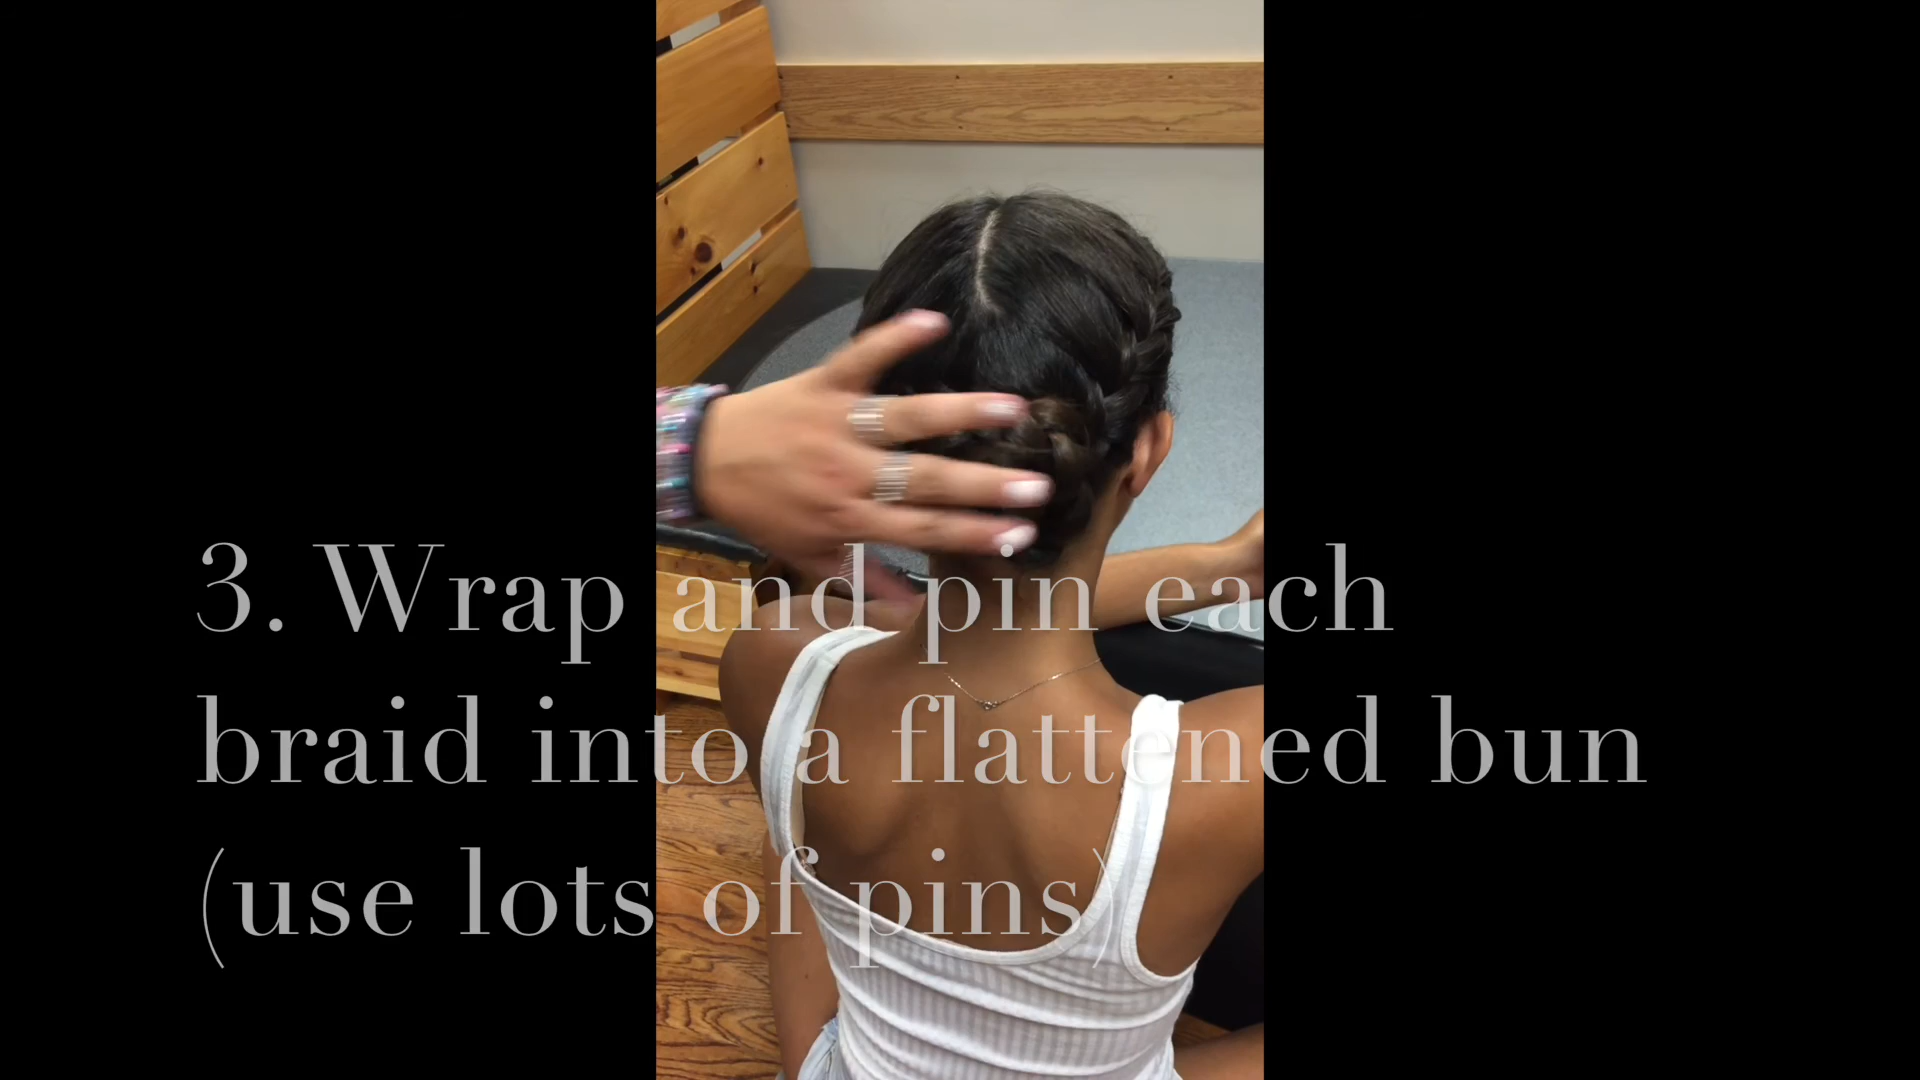 3. Wrap and pin each
braid into a flattened bun
(use lots of pins)